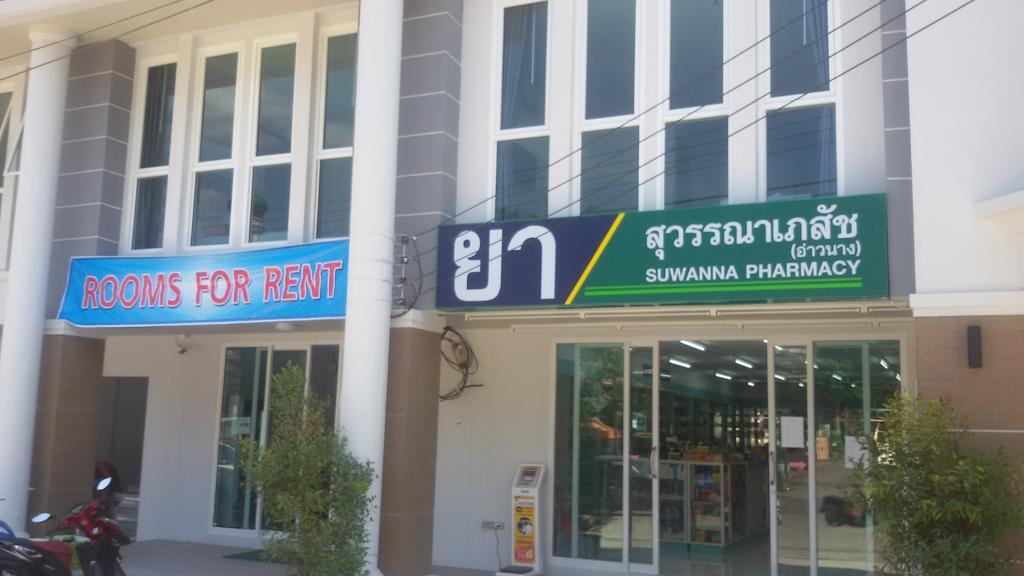 ROOMS FOR RENT
ยา
สุวรรณาเภสัช
(อ่าวนาง)
SUWANNA PHARMACY